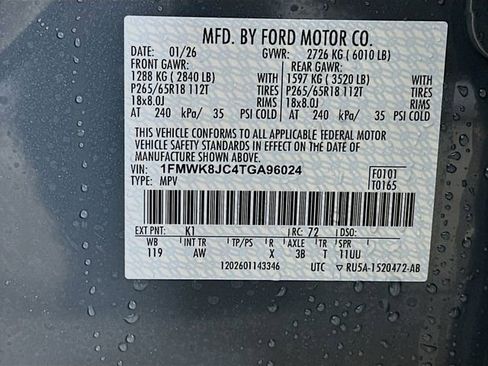 MFD. BY FORD MOTOR CO.
DATE: 01/26 GVWR: 2726 KG ( 6010 LB)
FRONT GAWR: REAR GAWR:
1288 KG ( 2840 LB) WITH 1597 KG ( 3520 LB) WITH
P265/65R18 112T TIRES P265/65R18 112T TIRES
18x8.0J RIMS 18x8.0J RIMS
AT 240 kPa/ 35 PSI COLD AT 240 kPa/ 35 PSI COLD
THIS VEHICLE CONFORMS TO ALL APPLICABLE FEDERAL MOTOR
VEHICLE SAFETY STANDARDS IN EFFECT ON THE DATE OF
MANUFACTURE SHOWN ABOVE.
VIN: 1FMWK8JC4TGA96024 F0101
TYPE: MPV T0165
EXT PNT: K1 RC: 72 DSO:
WB INT TR TP/PS R AXLE TR SPR
119 AW X 3B T 11UU
120260114​3346 UTC RU5A-1520472-AB